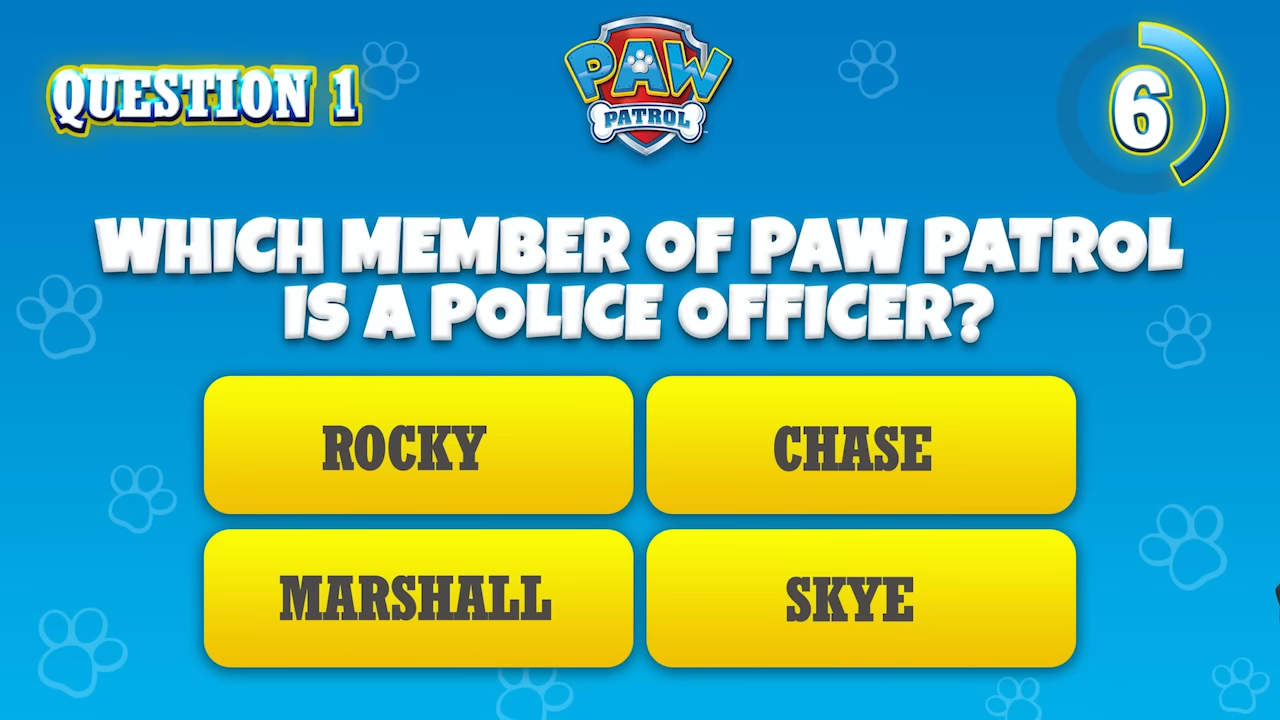 QUESTION 1
PAW
PATROL
6
WHICH MEMBER OF PAW PATROL
IS A POLICE OFFICER?
ROCKY
CHASE
MARSHALL
SKYE